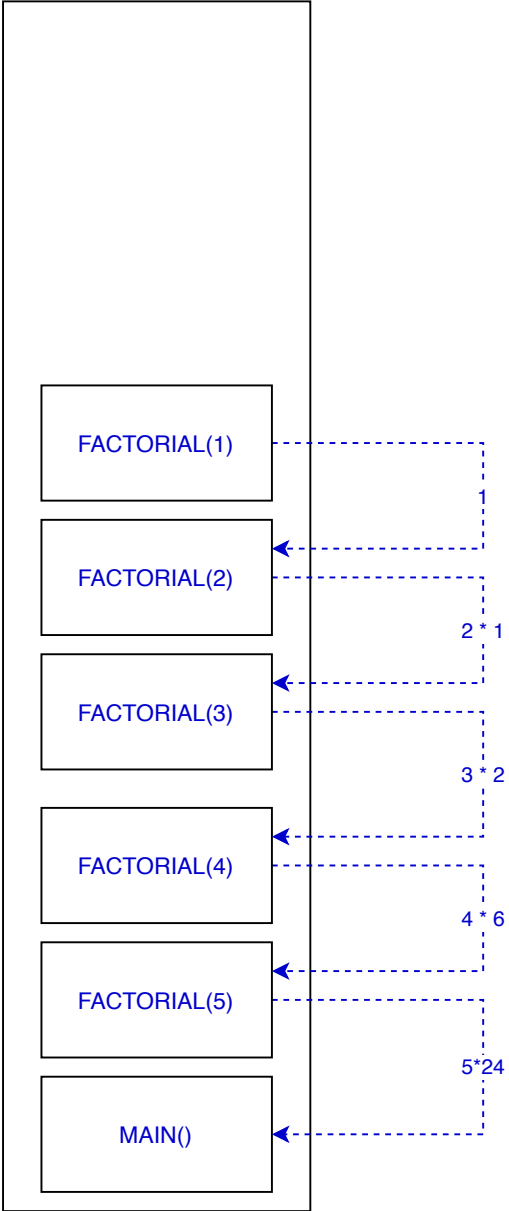 FACTORIAL(1)
1
FACTORIAL(2)
2 * 1
FACTORIAL(3)
3 * 2
FACTORIAL(4)
4 * 6
FACTORIAL(5)
5*24
MAIN()